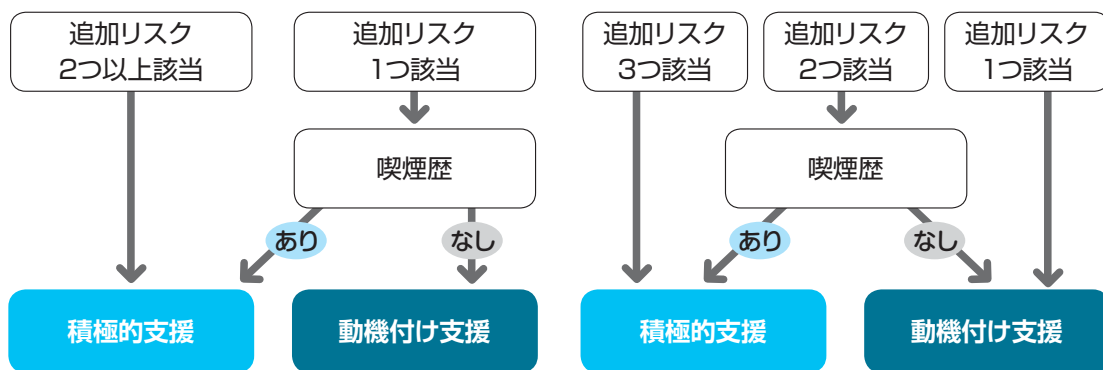 追加リスク
2つ以上該当
追加リスク
1つ該当
追加リスク
3つ該当
追加リスク
2つ該当
追加リスク
1つ該当
喫煙歴
喫煙歴
あり
なし
あり
なし
積極的支援
動機付け支援
積極的支援
動機付け支援